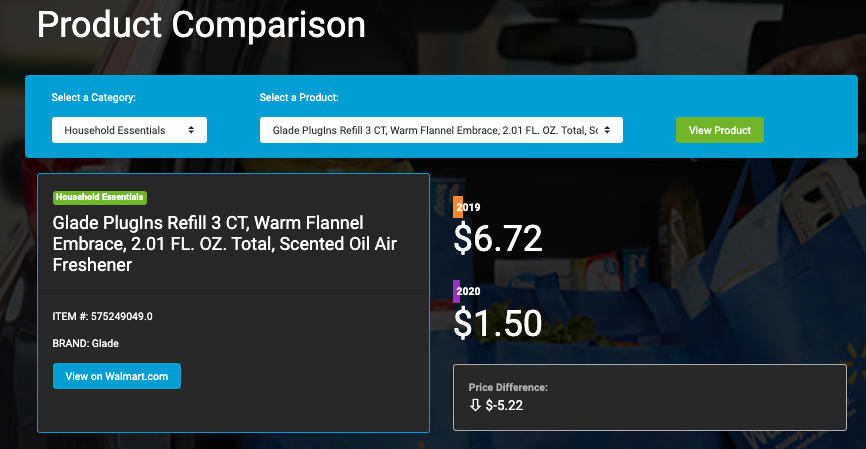 Product Comparison
Select a Category:
Select a Product:
Household Essentials
Glade PlugIns Refill 3 CT, Warm Flannel Embrace, 2.01 FL. OZ. Total, Sc
View Product
Household Essentials
Glade PlugIns Refill 3 CT, Warm Flannel
Embrace, 2.01 FL. OZ. Total, Scented Oil Air
Freshener
ITEM #: 575249049.0
BRAND: Glade
View on Walmart.com
2019
$6.72
2020
$1.50
Price Difference:
⇩ $-5.22